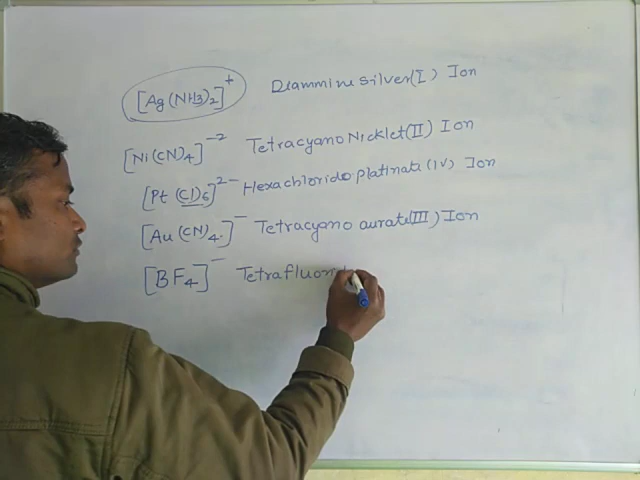 [Ag(NH3)2]+ Diammine silver(I) Ion
[Ni(CN)4]-2 Tetracyano Nicklet(II) Ion
[Pt(Cl)6]2- Hexachlorido platinate(IV) Ion
[Au(CN)4]- Tetracyano aurate(III) Ion
[BF4]- Tetrafluoro